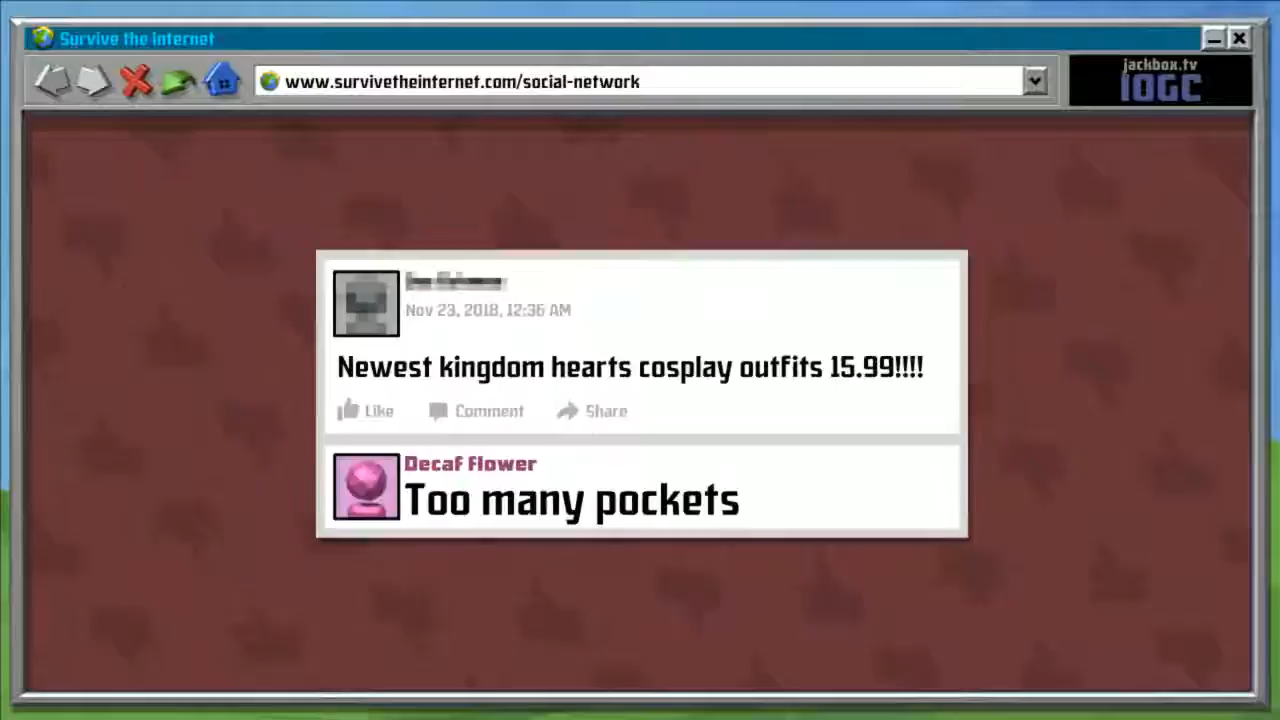 Survive the Internet
www.survivetheinternet.com/social-network
jackbox.tv
IOGC
Nov 23, 2018, 12:36 AM
Newest kingdom hearts cosplay outfits 15.99!!!!
Like Comment Share
Decaf flower
Too many pockets